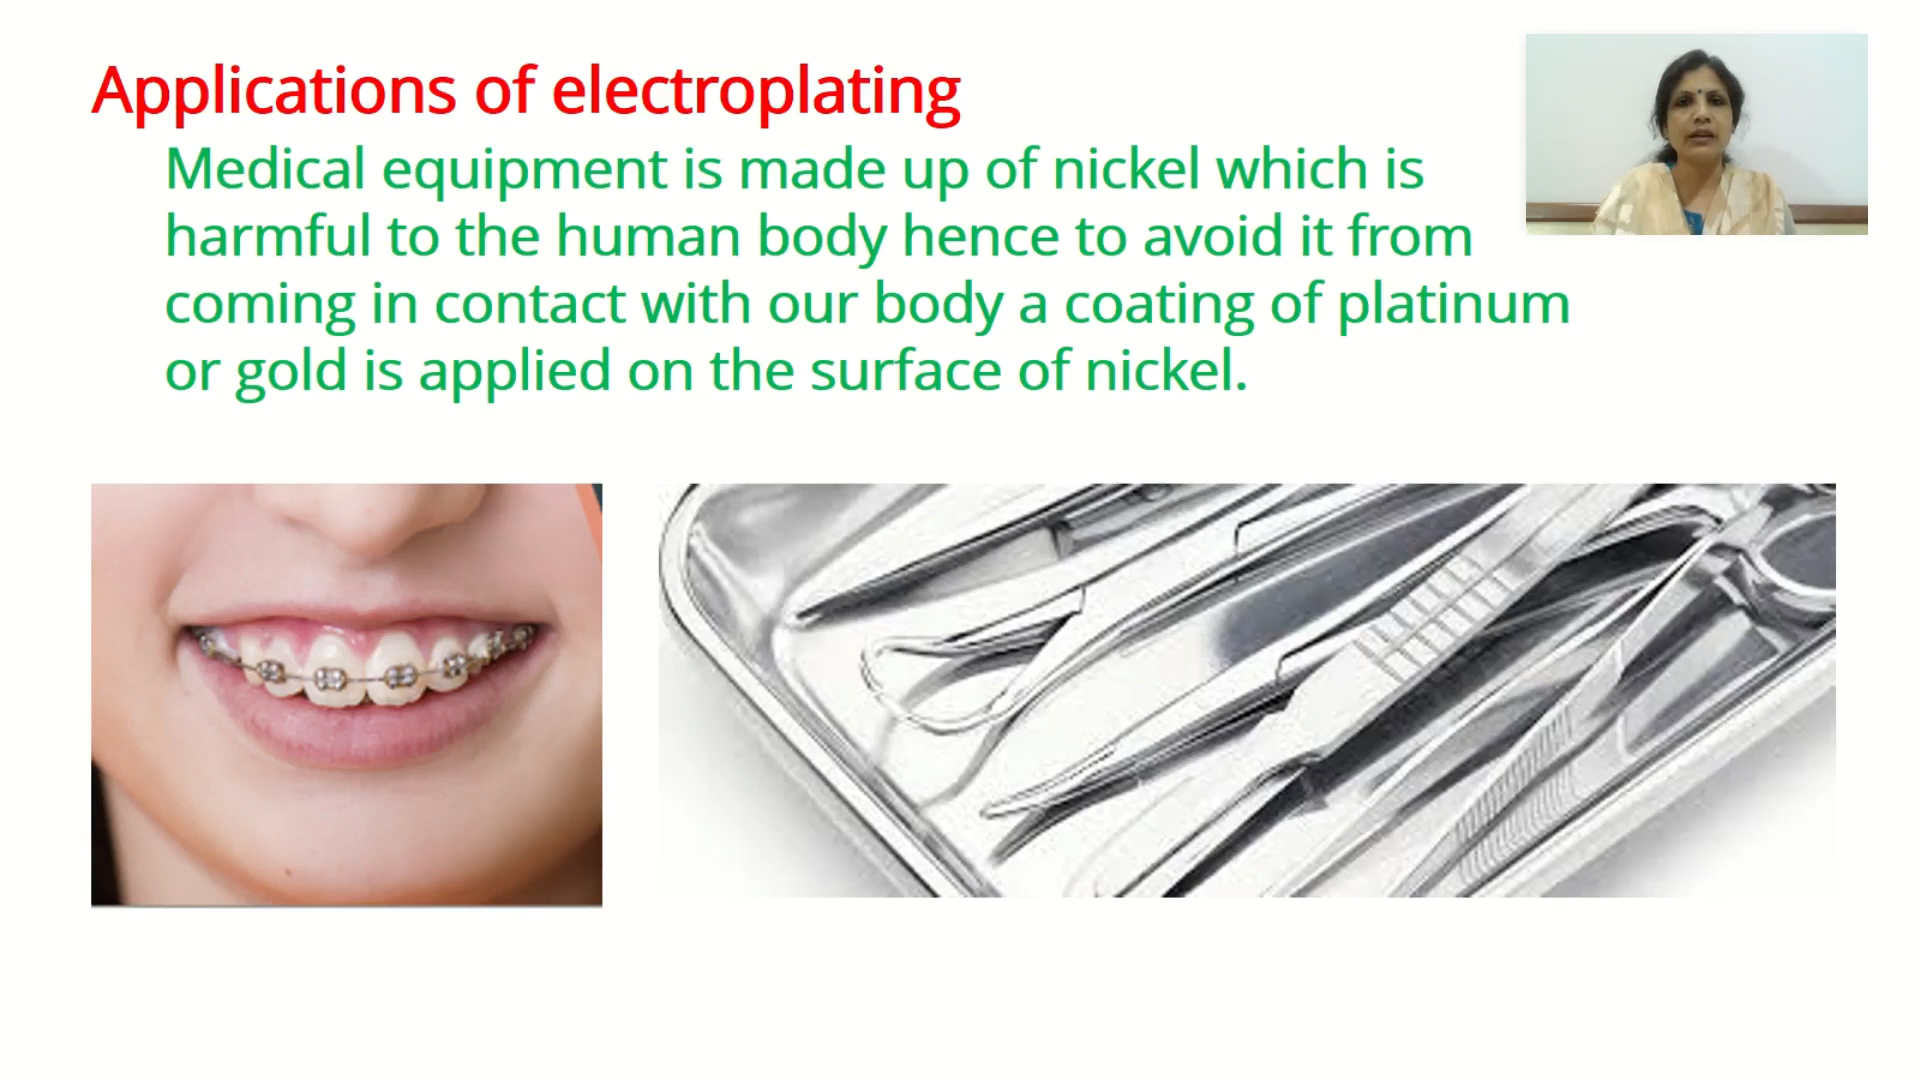 Applications of electroplating
Medical equipment is made up of nickel which is
harmful to the human body hence to avoid it from
coming in contact with our body a coating of platinum
or gold is applied on the surface of nickel.